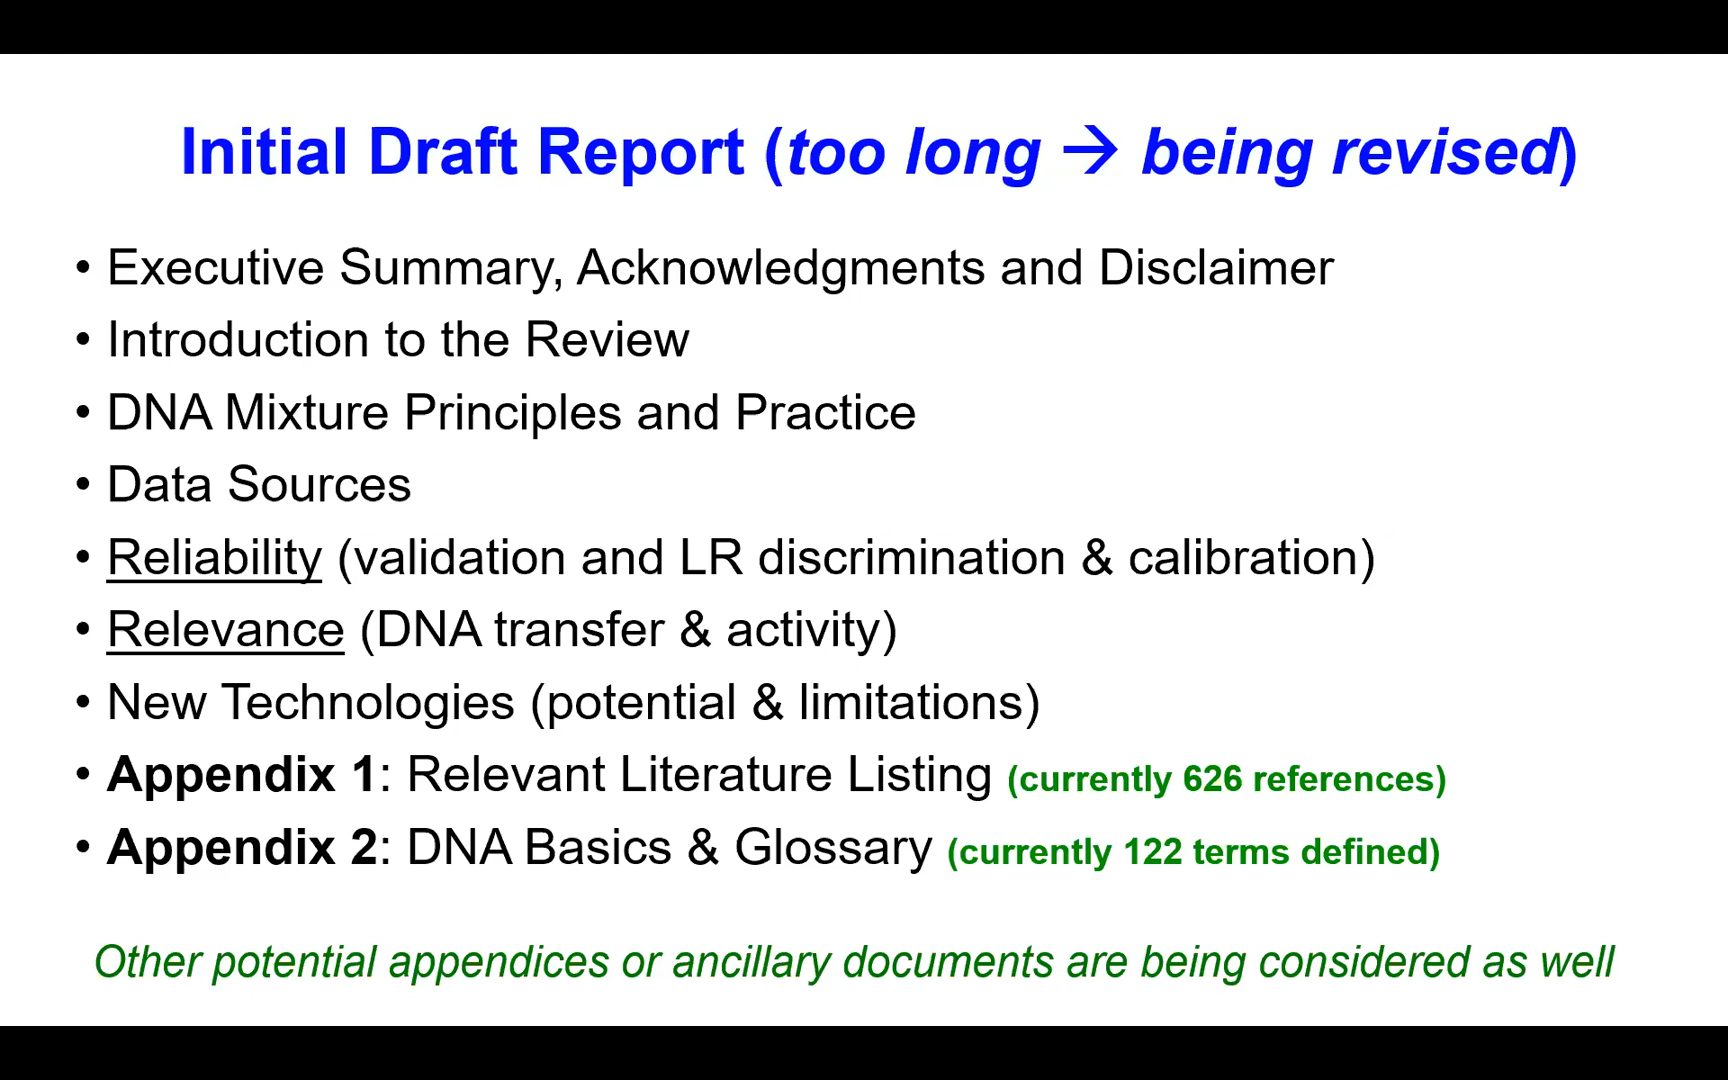 Initial Draft Report (too long → being revised)
• Executive Summary, Acknowledgments and Disclaimer
• Introduction to the Review
• DNA Mixture Principles and Practice
• Data Sources
• Reliability (validation and LR discrimination & calibration)
• Relevance (DNA transfer & activity)
• New Technologies (potential & limitations)
• Appendix 1: Relevant Literature Listing (currently 626 references)
• Appendix 2: DNA Basics & Glossary (currently 122 terms defined)
Other potential appendices or ancillary documents are being considered as well